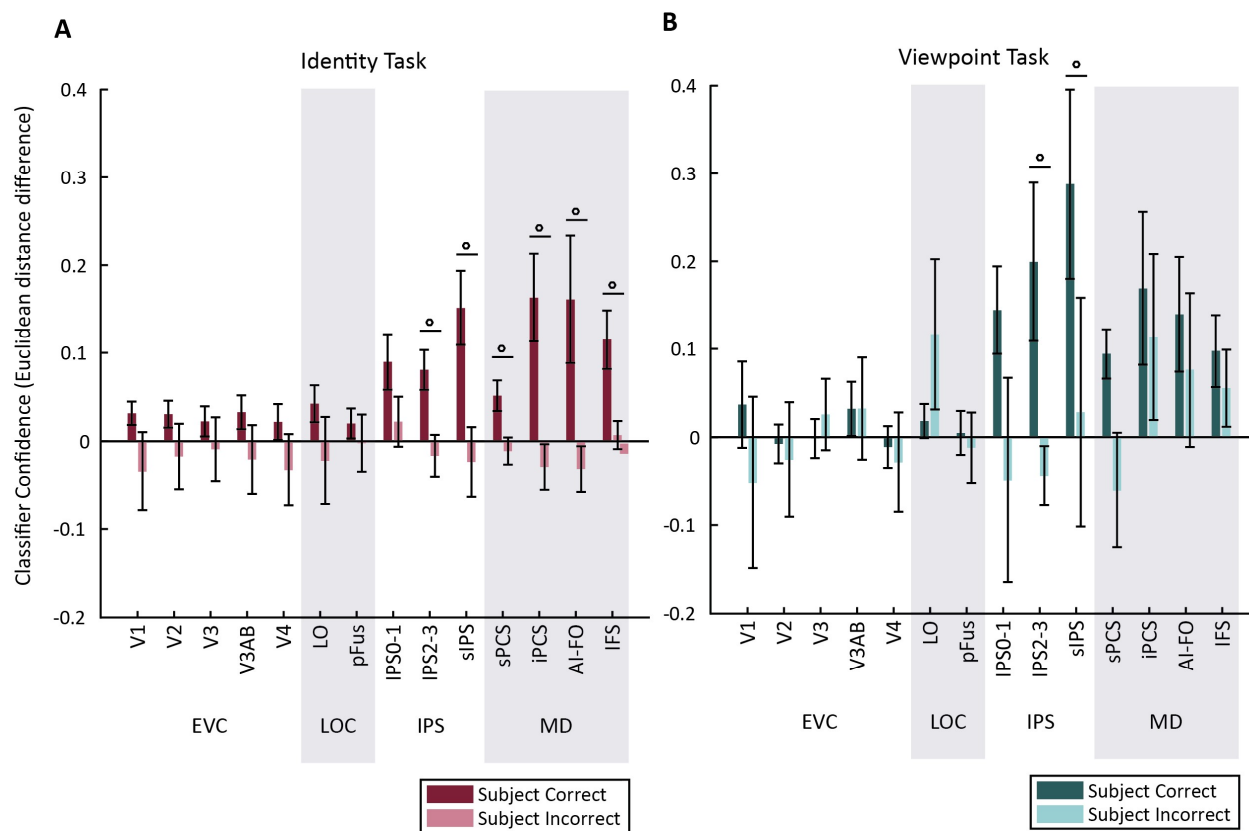 A
B
Identity Task
Viewpoint Task
Classifier Confidence (Euclidean distance difference)
0.4
0.3
0.2
0.1
0
-0.1
-0.2
V1
V2
V3
V3AB
V4
LO
pFus
IPS0-1
IPS2-3
sIPS
sPCS
iPCS
AI-FO
IFS
EVC
LOC
IPS
MD
Subject Correct
Subject Incorrect
0.4
0.3
0.2
0.1
0
-0.1
-0.2
V1
V2
V3
V3AB
V4
LO
pFus
IPS0-1
IPS2-3
sIPS
sPCS
iPCS
AI-FO
IFS
EVC
LOC
IPS
MD
Subject Correct
Subject Incorrect